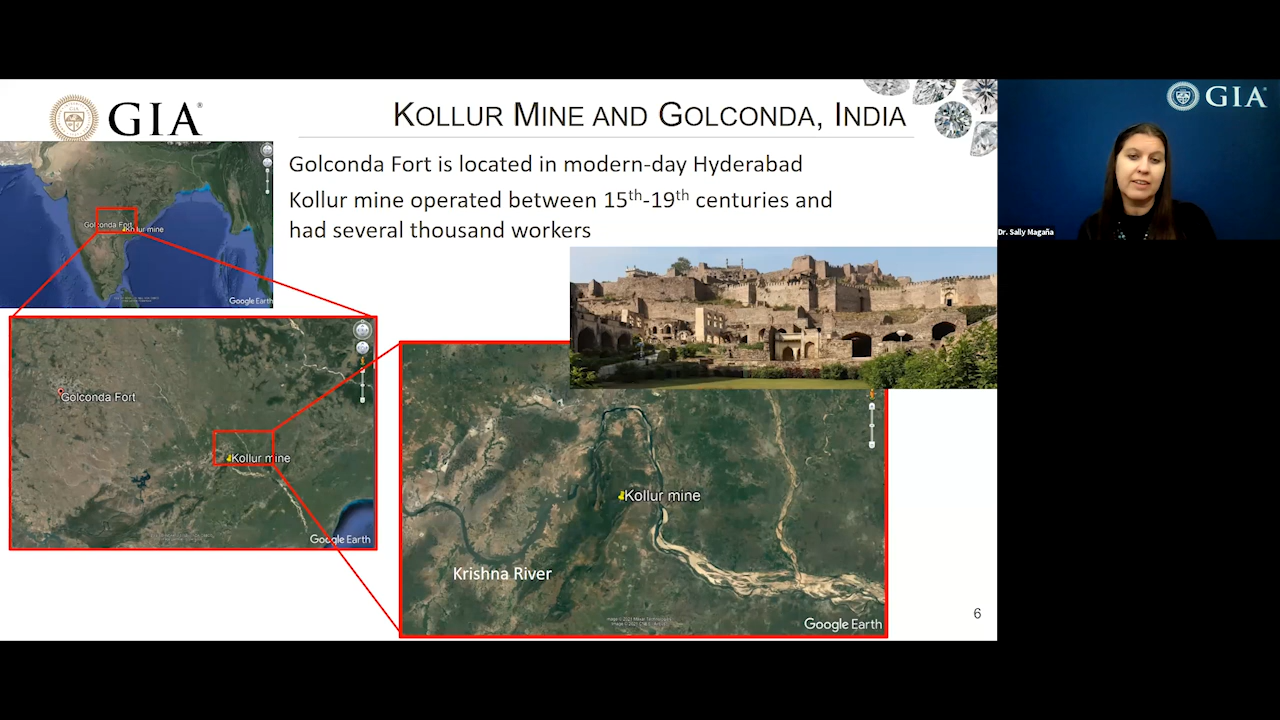 GIA®
KOLLUR MINE AND GOLCONDA, INDIA
GIA®
Dr. Sally Magaña
Golconda Fort is located in modern-day Hyderabad
Kollur mine operated between 15th-19th centuries and
had several thousand workers
Golconda Fort
Kollur mine
Google Earth
Golconda Fort
Kollur mine
Google Earth
Kollur mine
Krishna River
Google Earth
6